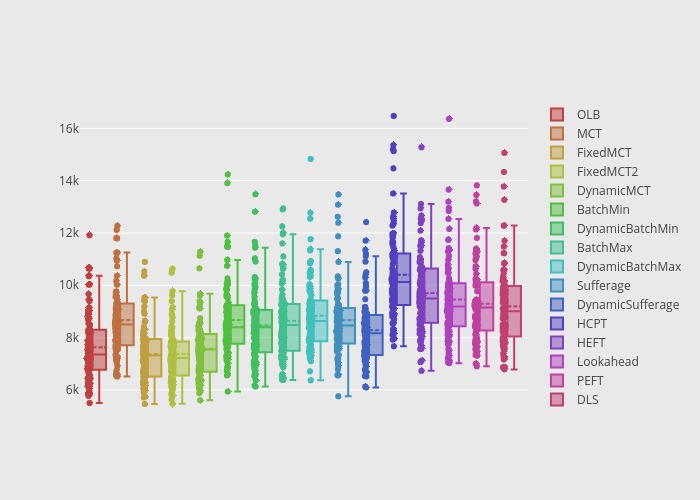 16k
14k
12k
10k
8k
6k
OLB
MCT
FixedMCT
FixedMCT2
DynamicMCT
BatchMin
DynamicBatchMin
BatchMax
DynamicBatchMax
Sufferage
DynamicSufferage
HCPT
HEFT
Lookahead
PEFT
DLS